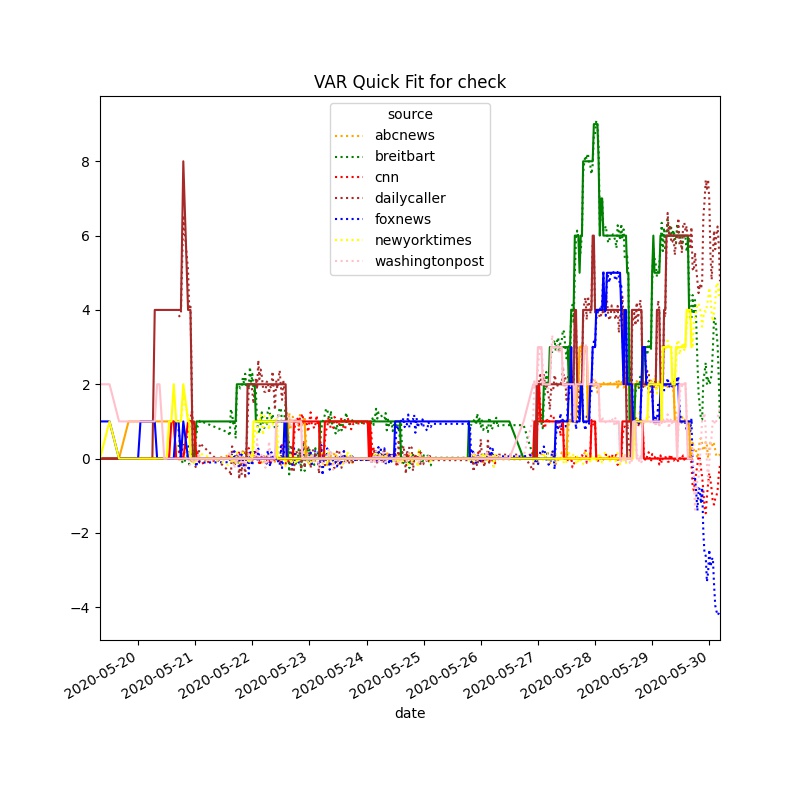 VAR Quick Fit for check
source
abcnews
breitbart
cnn
dailycaller
foxnews
newyorktimes
washingtonpost
8
6
4
2
0
−2
−4
2020-05-20
2020-05-21
2020-05-22
2020-05-23
2020-05-24
2020-05-25
2020-05-26
2020-05-27
2020-05-28
2020-05-29
2020-05-30
date